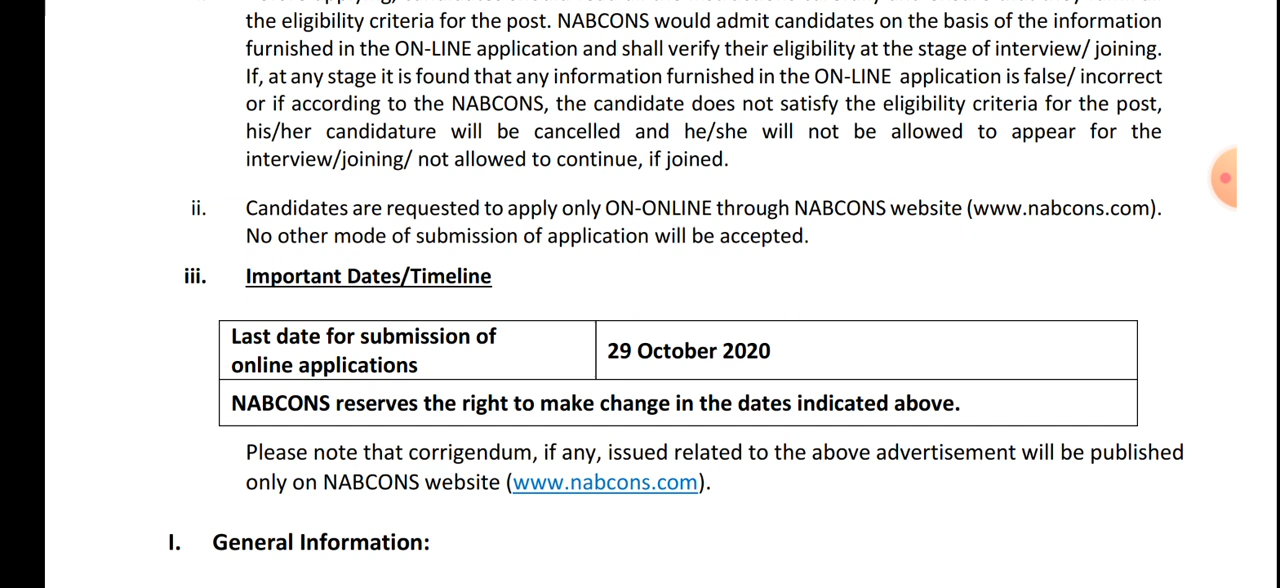 the eligibility criteria for the post. NABCONS would admit candidates on the basis of the information
furnished in the ON-LINE application and shall verify their eligibility at the stage of interview/ joining.
If, at any stage it is found that any information furnished in the ON-LINE application is false/ incorrect
or if according to the NABCONS, the candidate does not satisfy the eligibility criteria for the post,
his/her candidature will be cancelled and he/she will not be allowed to appear for the
interview/joining/ not allowed to continue, if joined.
ii. Candidates are requested to apply only ON-ONLINE through NABCONS website (www.nabcons.com).
No other mode of submission of application will be accepted.
iii. Important Dates/Timeline
Last date for submission of
online applications
29 October 2020
NABCONS reserves the right to make change in the dates indicated above.
Please note that corrigendum, if any, issued related to the above advertisement will be published
only on NABCONS website (www.nabcons.com).
I. General Information: